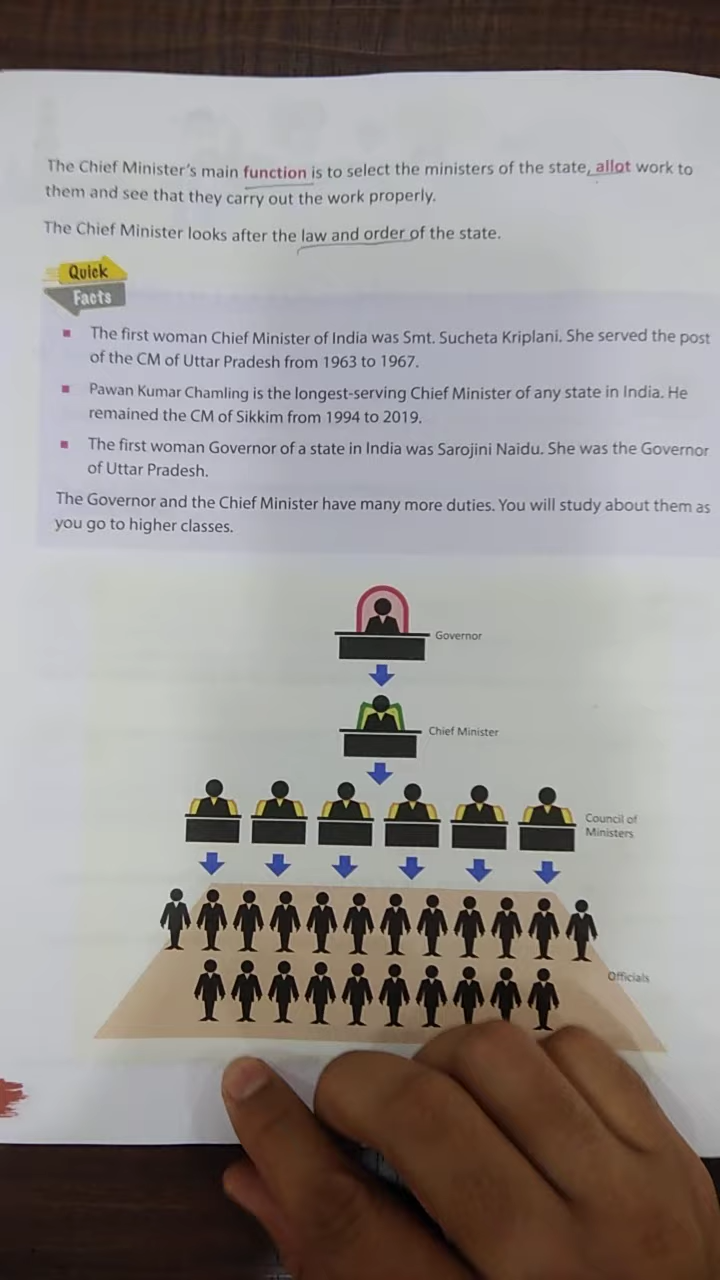 The Chief Minister's main function is to select the ministers of the state, allot work to
them and see that they carry out the work properly.
The Chief Minister looks after the law and order of the state.
Quick
Facts
▪ The first woman Chief Minister of India was Smt. Sucheta Kriplani. She served the post
of the CM of Uttar Pradesh from 1963 to 1967.
▪ Pawan Kumar Chamling is the longest-serving Chief Minister of any state in India. He
remained the CM of Sikkim from 1994 to 2019.
▪ The first woman Governor of a state in India was Sarojini Naidu. She was the Governor
of Uttar Pradesh.
The Governor and the Chief Minister have many more duties. You will study about them as
you go to higher classes.
Governor
Chief Minister
Council of
Ministers
Officials